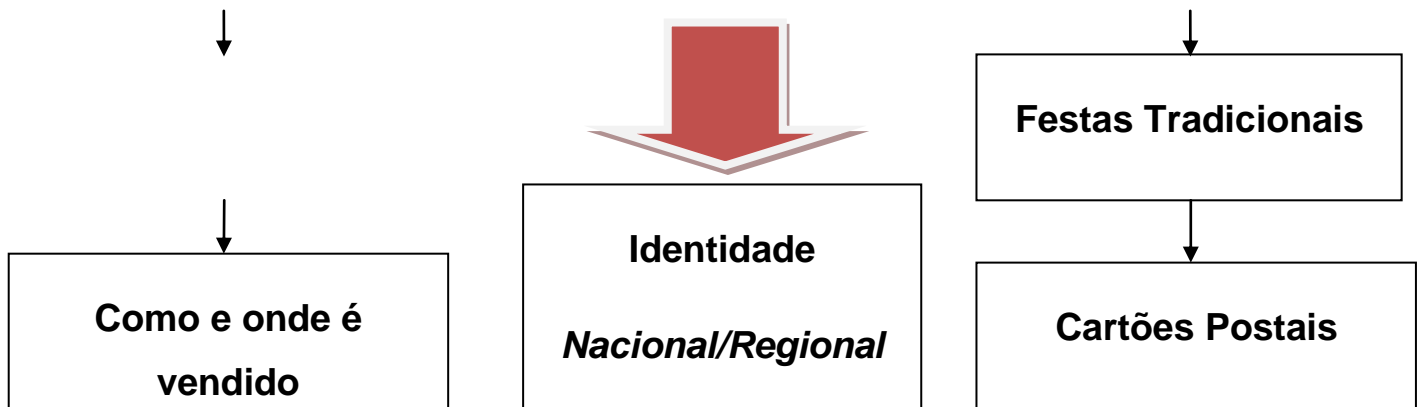 Festas Tradicionais
Identidade
Nacional/Regional
Como e onde é
vendido
Cartões Postais